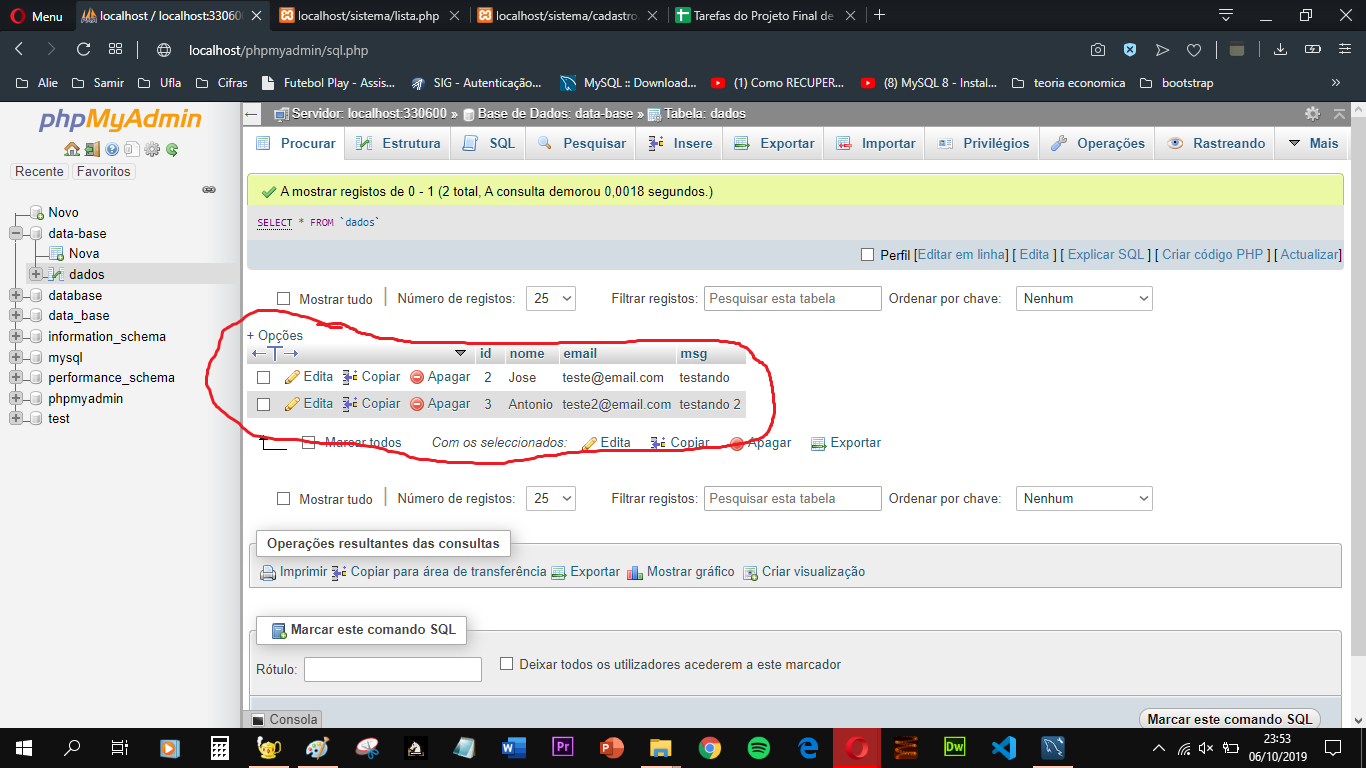 Menu
localhost / localhost:330600
localhost/sistema/lista.php
localhost/sistema/cadastro.
Tarefas do Projeto Final de
localhost/phpmyadmin/sql.php
Alie
Samir
Ufla
Cifras
Futebol Play - Assis...
SIG - Autenticação...
MySQL :: Download...
(1) Como RECUPER...
(8) MySQL 8 - Instal...
teoria economica
bootstrap
»
phpMyAdmin
Recente Favoritos
Novo
data-base
Nova
dados
database
data_base
information_schema
mysql
performance_schema
phpmyadmin
test
Servidor: localhost:330600 » Base de Dados: data-base » Tabela: dados
Procurar Estrutura SQL Pesquisar Insere Exportar Importar Privilégios Operações Rastreando Mais
A mostrar registos de 0 - 1 (2 total, A consulta demorou 0,0018 segundos.)
SELECT * FROM `dados`
Perfil [Editar em linha] [ Edita ] [ Explicar SQL ] [ Criar código PHP ] [ Actualizar]
Mostrar tudo Número de registos: 25 Filtrar registos: Pesquisar esta tabela Ordenar por chave: Nenhum
+ Opções
id nome email msg
Edita Copiar Apagar 2 Jose teste@email.com testando
Edita Copiar Apagar 3 Antonio teste2@email.com testando 2
Marcar todos Com os seleccionados: Edita Copiar Apagar Exportar
Mostrar tudo Número de registos: 25 Filtrar registos: Pesquisar esta tabela Ordenar por chave: Nenhum
Operações resultantes das consultas
Imprimir Copiar para área de transferência Exportar Mostrar gráfico Criar visualização
Marcar este comando SQL
Rótulo: Deixar todos os utilizadores acederem a este marcador
Consola
Marcar este comando SQL
23:53
06/10/2019